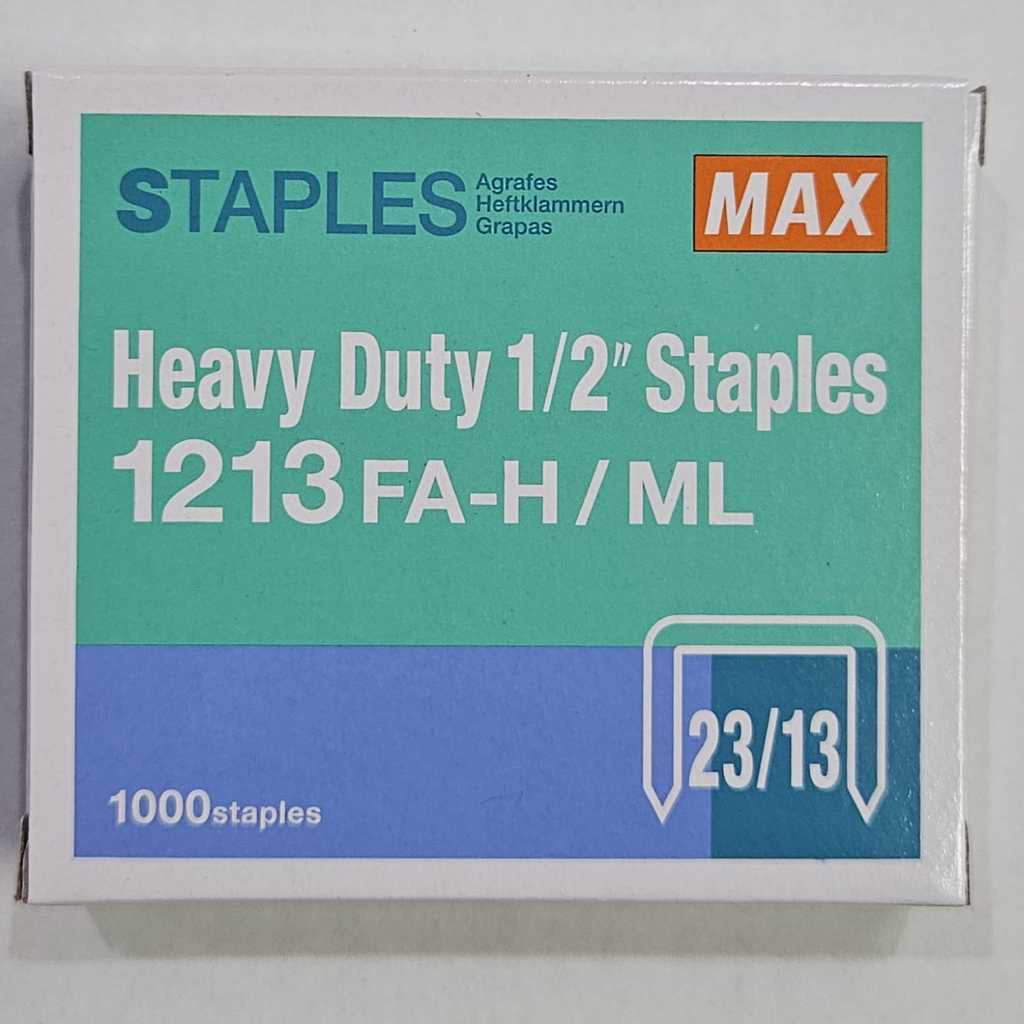 STAPLES
Agrafes
Heftklammern
Grapas
MAX
Heavy Duty 1/2" Staples
1213 FA-H / ML
23/13
1000staples